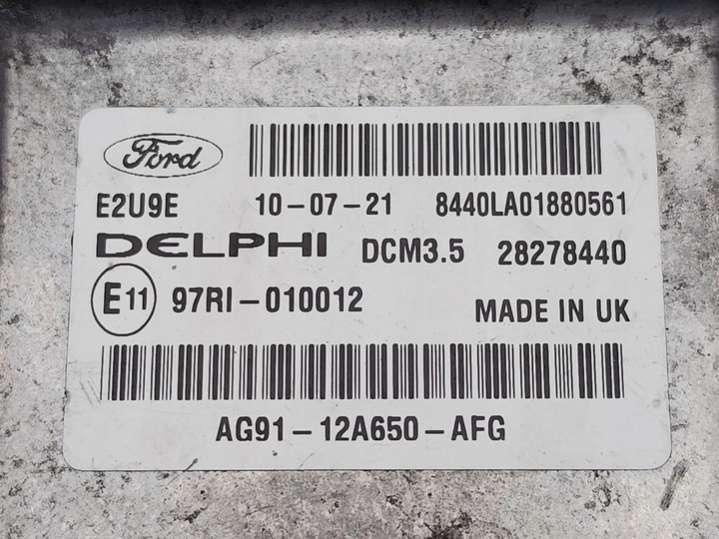 Ford
E2U9E 10-07-21 8440LA01880561
DELPHI DCM3.5 28278440
E11 97RI-010012 MADE IN UK
AG91-12A650-AFG